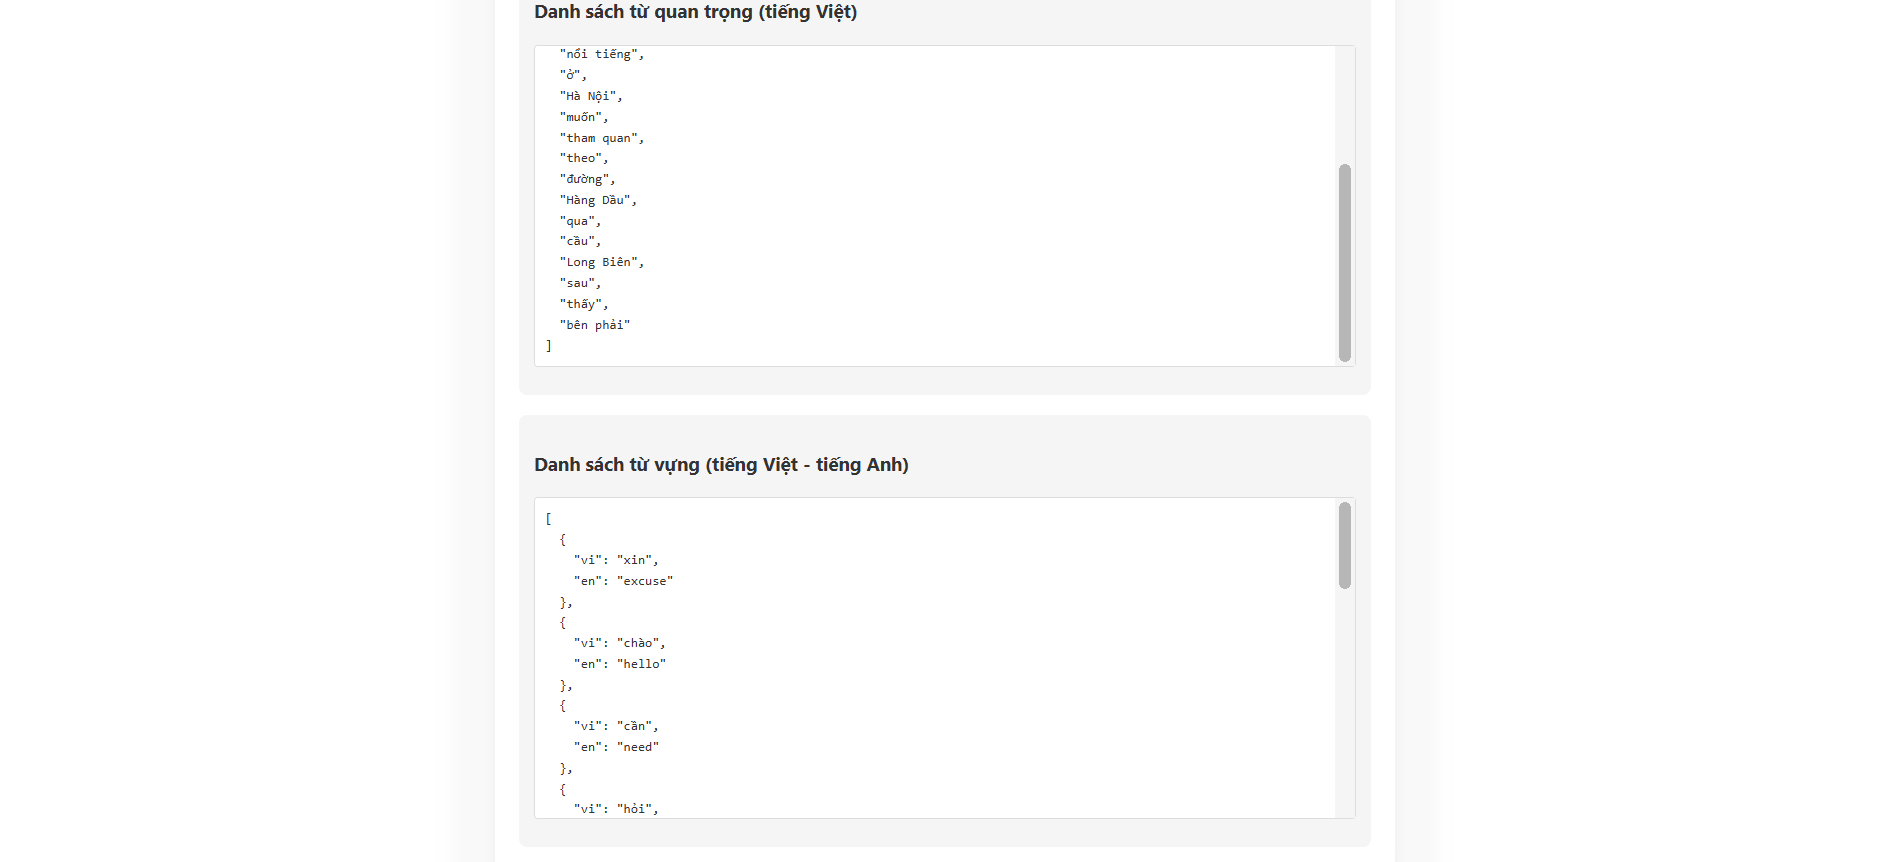 Danh sách từ quan trọng (tiếng Việt)
"nổi tiếng",
"ở",
"Hà Nội",
"muốn",
"tham quan",
"theo",
"đường",
"Hàng Dầu",
"qua",
"cầu",
"Long Biên",
"sau",
"thấy",
"bên phải"
]
Danh sách từ vựng (tiếng Việt - tiếng Anh)
[
{
"vi": "xin",
"en": "excuse"
},
{
"vi": "chào",
"en": "hello"
},
{
"vi": "cần",
"en": "need"
},
{
"vi": "hỏi",